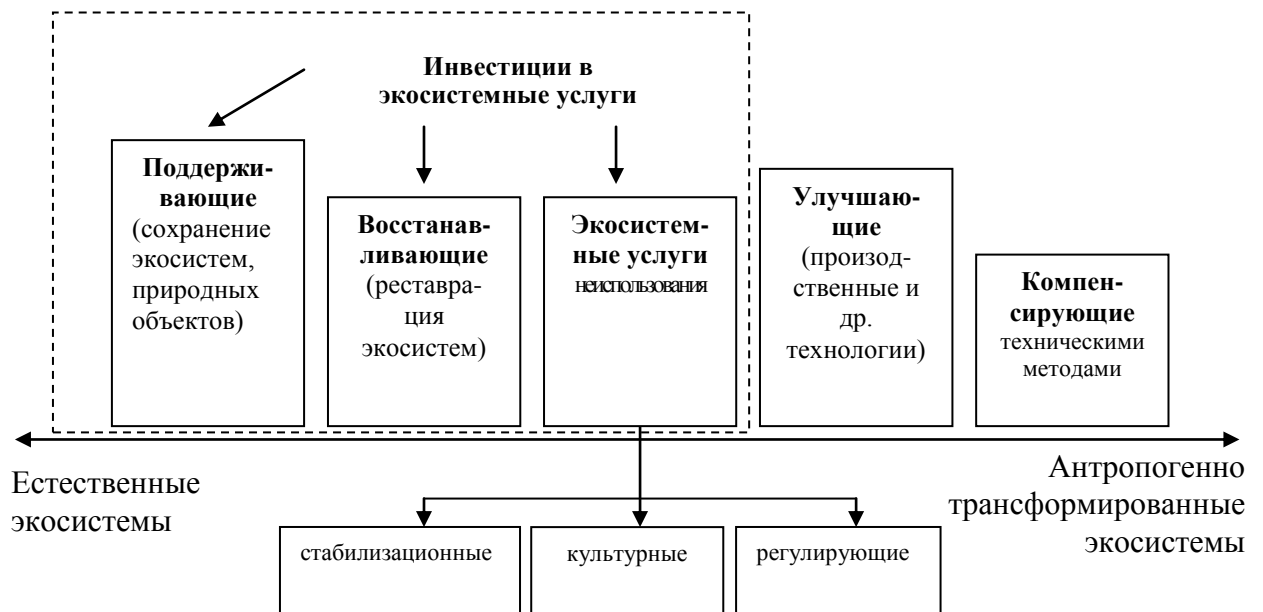 Инвестиции в
экосистемные услуги
Поддержи-
вающие
(сохранение
экосистем,
природных
объектов)
Восстанав-
ливающие
(реставра-
ция
экосистем)
Экосистем-
ные услуги
неиспользования
Улучшаю-
щие
(произод-
ственные и
др.
технологии)
Компен-
сирующие
техническими
методами
Естественные
экосистемы
Антропогенно
трансформированные
экосистемы
стабилизационные
культурные
регулирующие